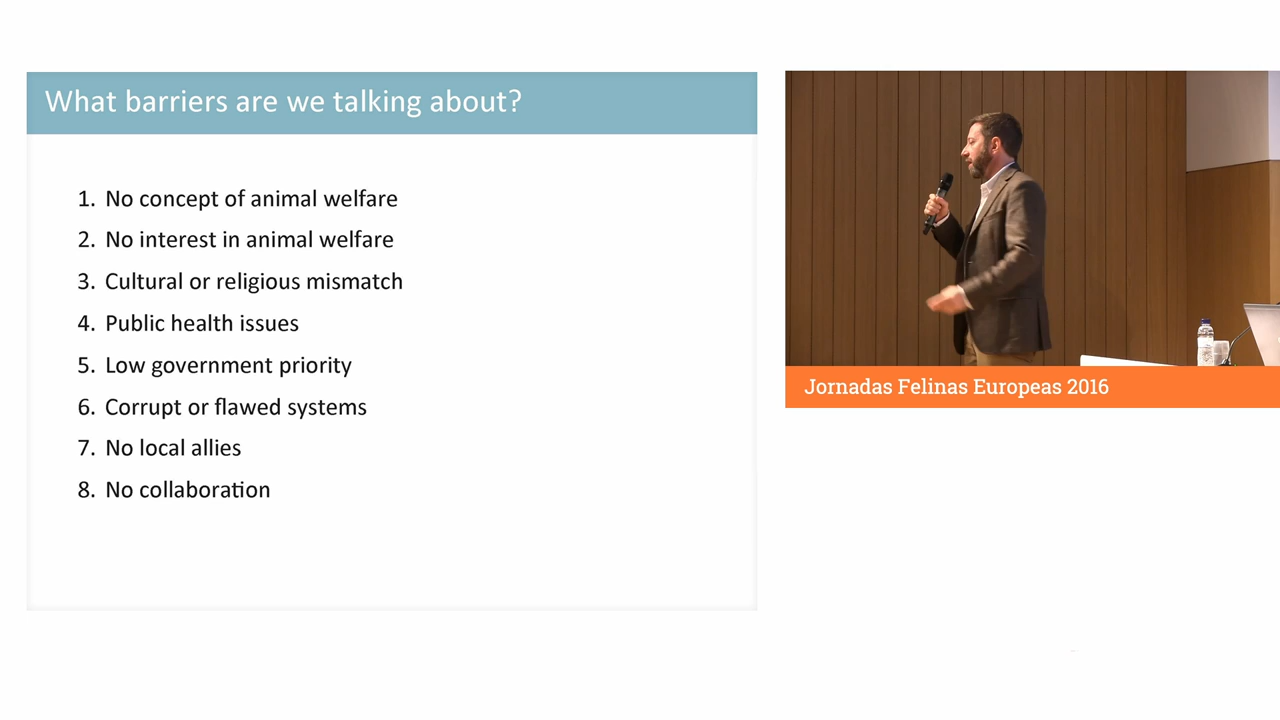 What barriers are we talking about?
1. No concept of animal welfare
2. No interest in animal welfare
3. Cultural or religious mismatch
4. Public health issues
5. Low government priority
6. Corrupt or flawed systems
7. No local allies
8. No collaboration
Jornadas Felinas Europeas 2016